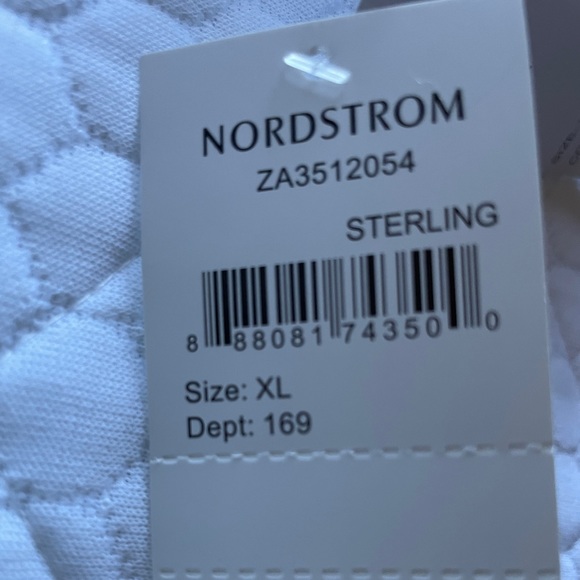 NORDSTROM
ZA3512054
STERLING
8 88081 74350 0
Size: XL
Dept: 169